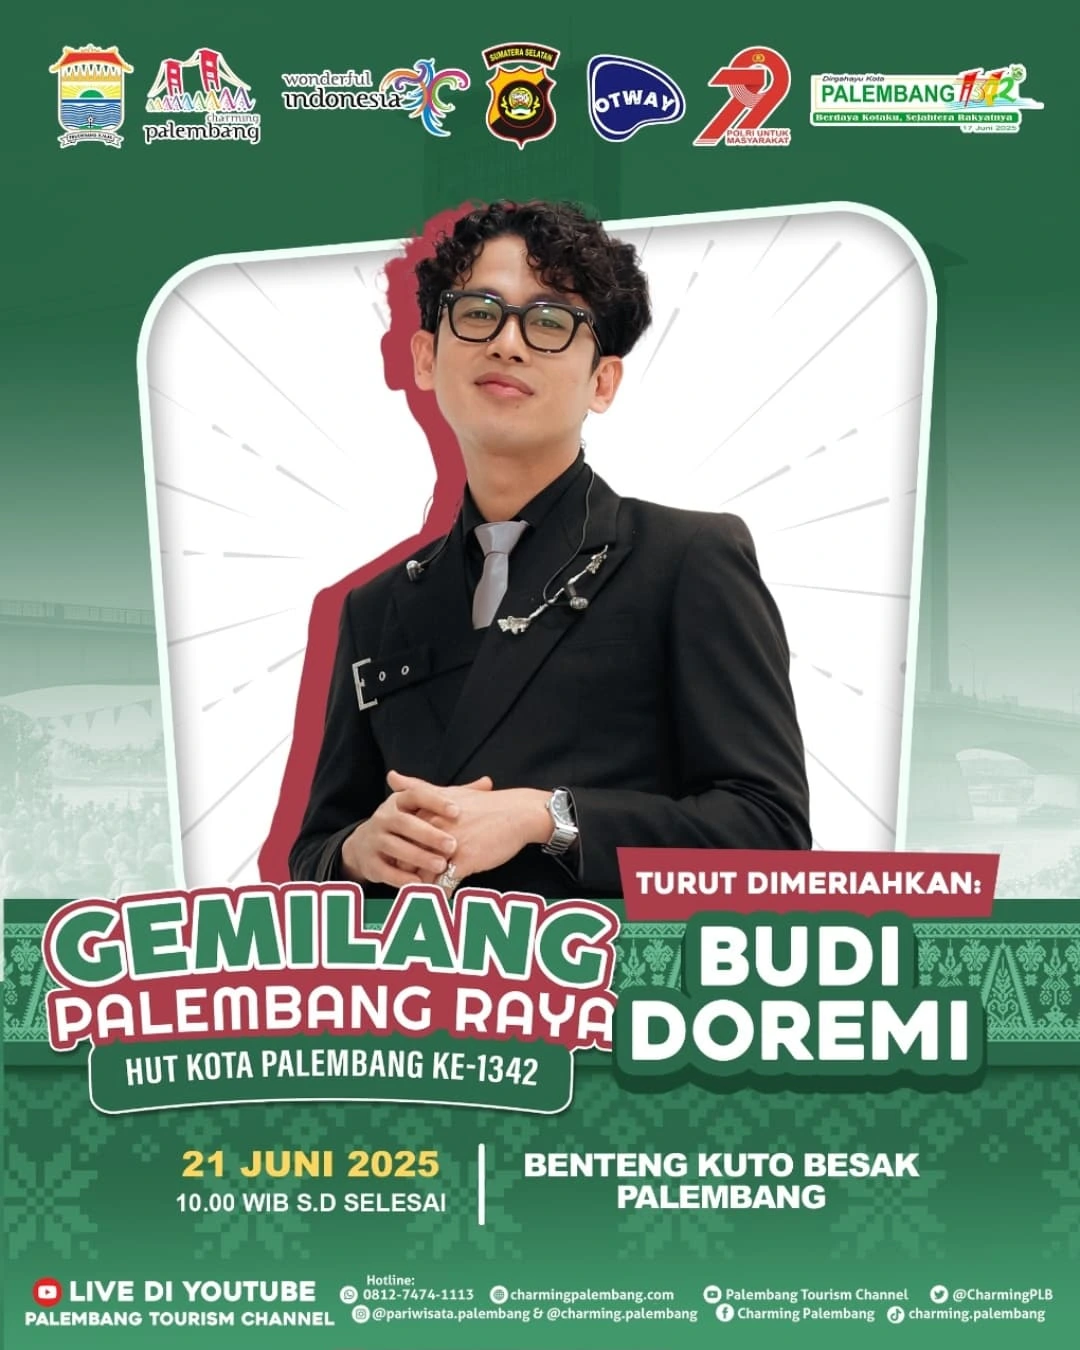 PALEMBANG DJAJA
charming
palembang
wonderful
indonesia
SUMATERA SELATAN
OTWAY
79
POLRI UNTUK
MASYARAKAT
Dirgahayu Kota
PALEMBANG 1342
Berdaya Kotaku, Sejahtera Rakyatnya
17 Juni 2025
TURUT DIMERIAHKAN:
BUDI
DOREMI
GEMILANG
PALEMBANG RAYA
HUT KOTA PALEMBANG KE-1342
21 JUNI 2025
10.00 WIB S.D SELESAI
BENTENG KUTO BESAK
PALEMBANG
LIVE DI YOUTUBE
PALEMBANG TOURISM CHANNEL
Hotline:
0812-7474-1113
charmingpalembang.com
Palembang Tourism Channel
@CharmingPLB
@pariwisata.palembang & @charming.palembang
Charming Palembang
charming.palembang